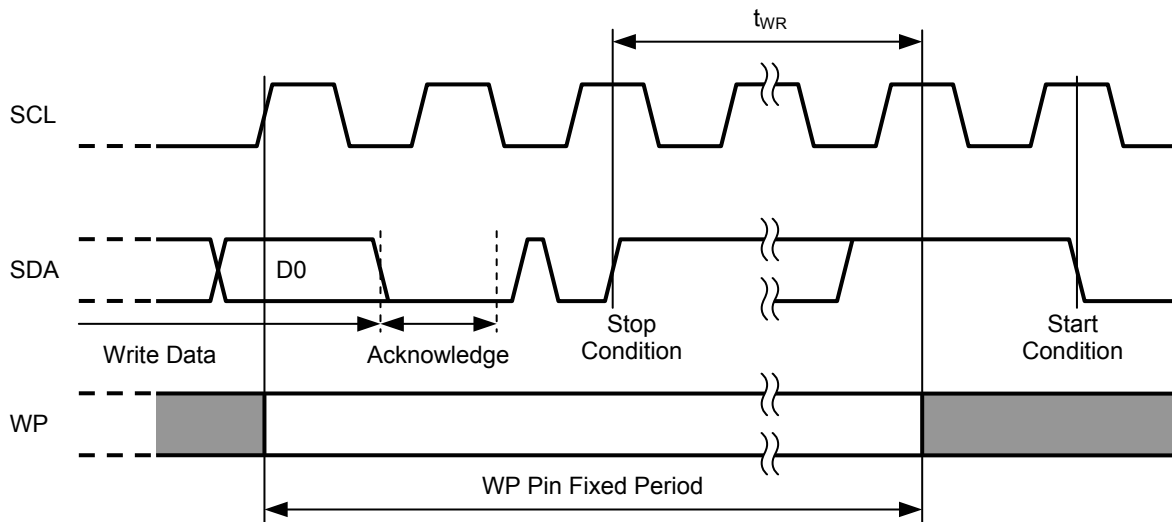 tWR
SCL
SDA
D0
Stop
Condition
Start
Condition
Write Data
Acknowledge
WP
WP Pin Fixed Period